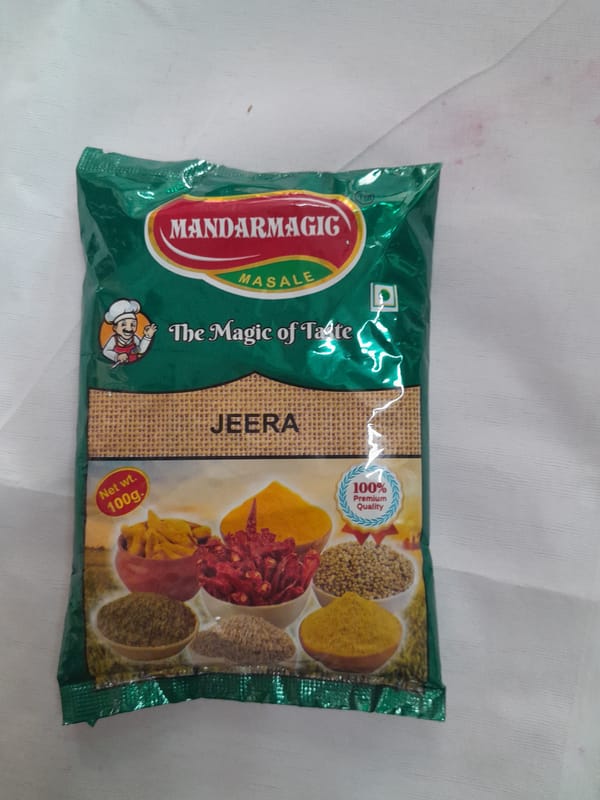 MANDARMAGIC
MASALE
The Magic of Taste
JEERA
Net wt.
100g.
100%
Premium
Quality